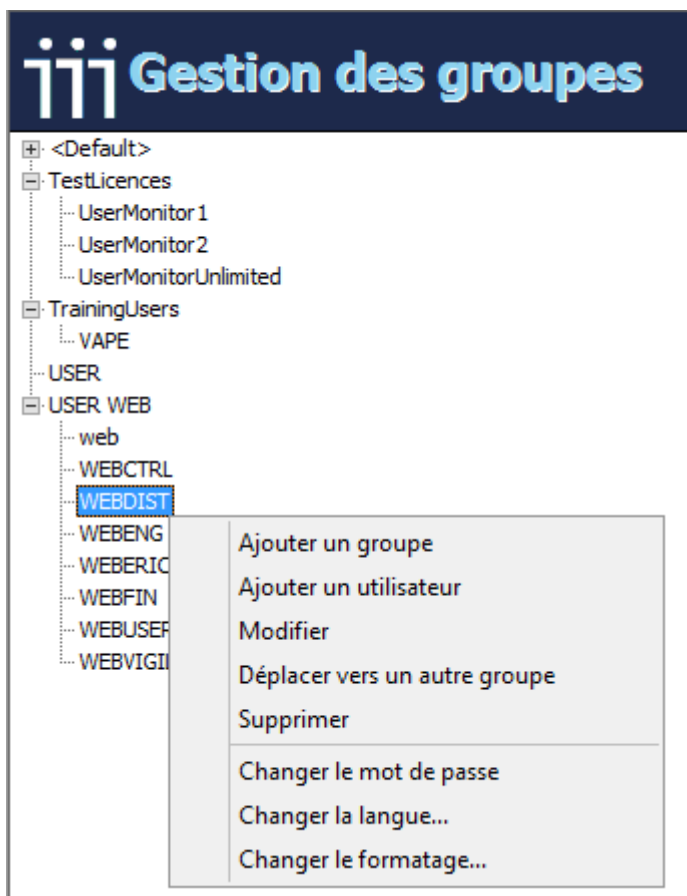 Gestion des groupes
<Default>
TestLicences
UserMonitor1
UserMonitor2
UserMonitorUnlimited
TrainingUsers
VAPE
USER
USER WEB
web
WEBCTRL
WEBDIST
WEBENG
WEBERIC
WEBFIN
WEBUSER
Ajouter un groupe
Ajouter un utilisateur
Modifier
Déplacer vers un autre groupe
Supprimer
Changer le mot de passe
Changer la langue...
Changer le formatage...